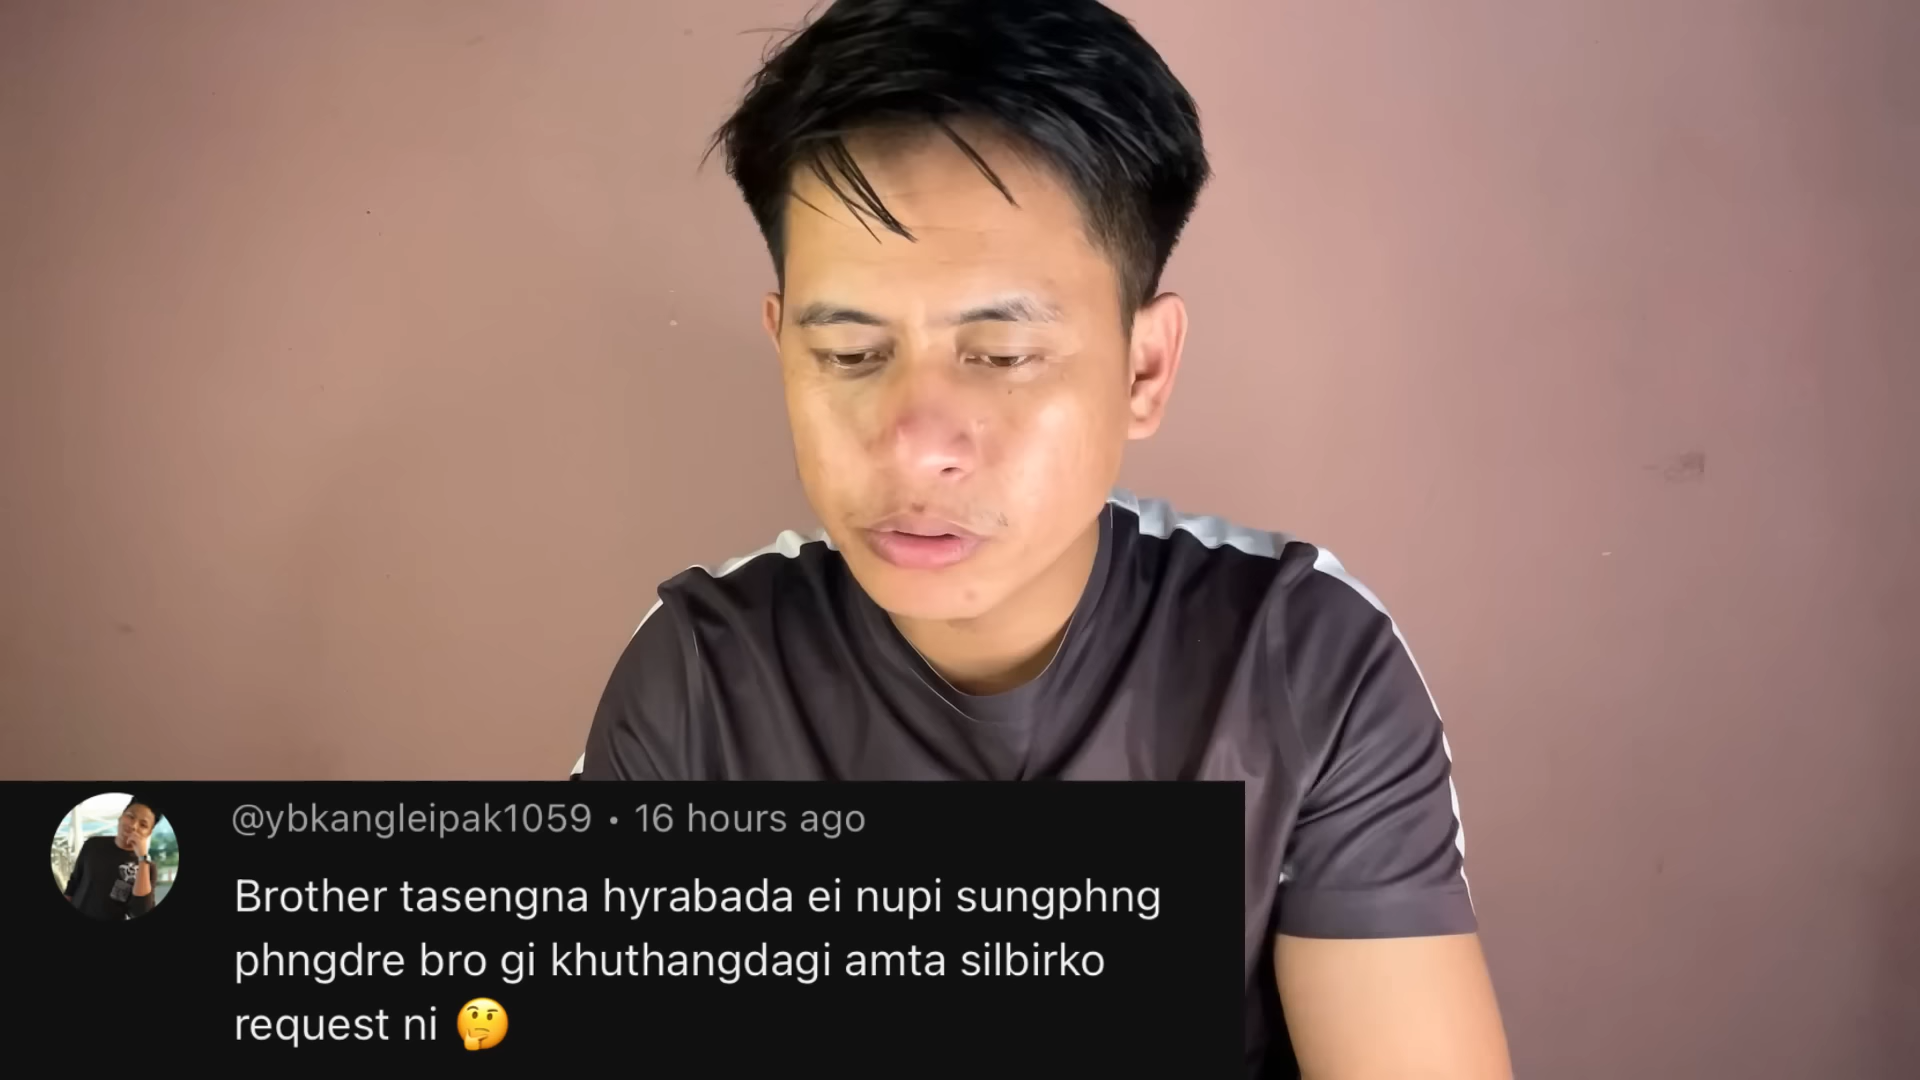 @ybkangleipak1059 • 16 hours ago
Brother tasengna hyrabada ei nupi sungphng
phngdre bro gi khuthangdagi amta silbirko
request ni 🤔